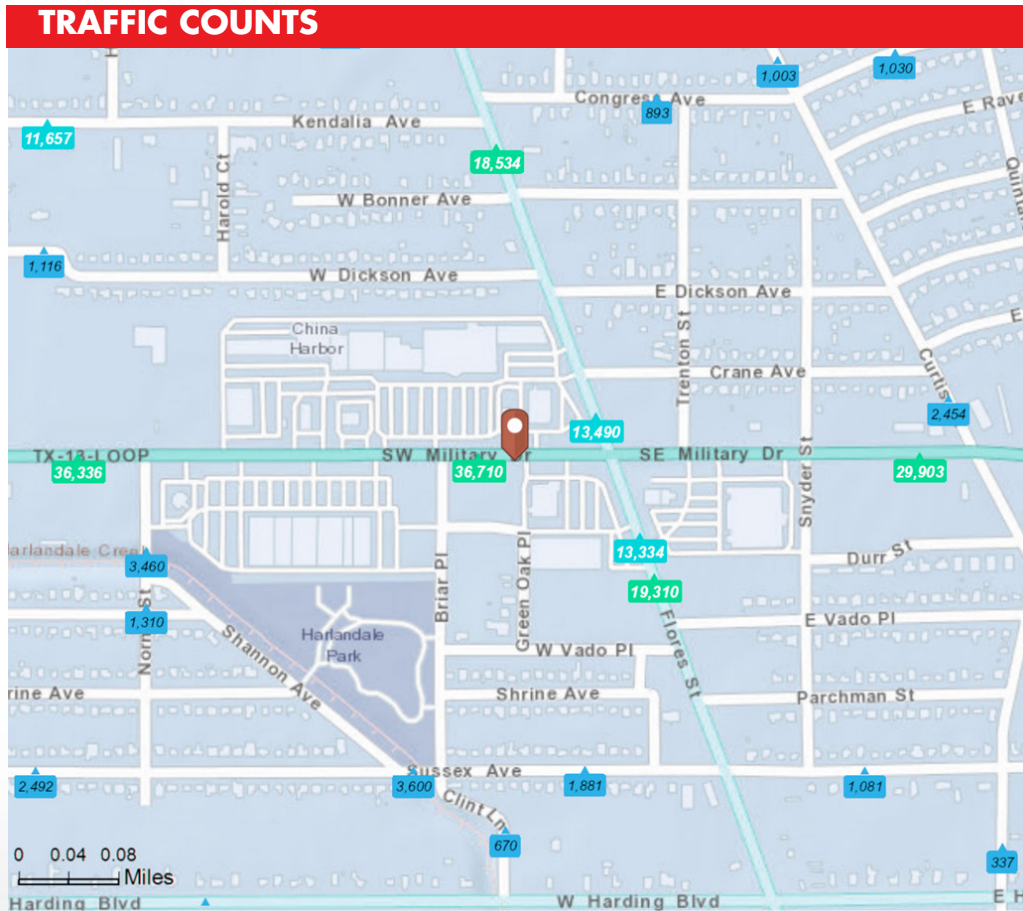 TRAFFIC COUNTS
1,003
1,030
Congress Ave
893
E Rave
Kendalia Ave
11,657
18,534
Harold Ct
W Bonner Ave
1,116
W Dickson Ave
E Dickson Ave
China
Harbor
Trenton St
Crane Ave
Curtis
2,454
13,490
TX-13-LOOP
SW Military Dr
SE Military Dr
36,336
36,710
29,903
Snyder St
arlandale Creek
3,460
13,334
Durr St
Briar Pl
Green Oak Pl
19,310
1,310
Norn St
E Vado Pl
Flores St
Shannon Ave
Harlandale
Park
W Vado Pl
rine Ave
Shrine Ave
Parchman St
Sussex Ave
2,492
3,600
1,881
1,081
Clint Ln
670
337
0 0.04 0.08
Miles
Harding Blvd
W Harding Blvd
E H